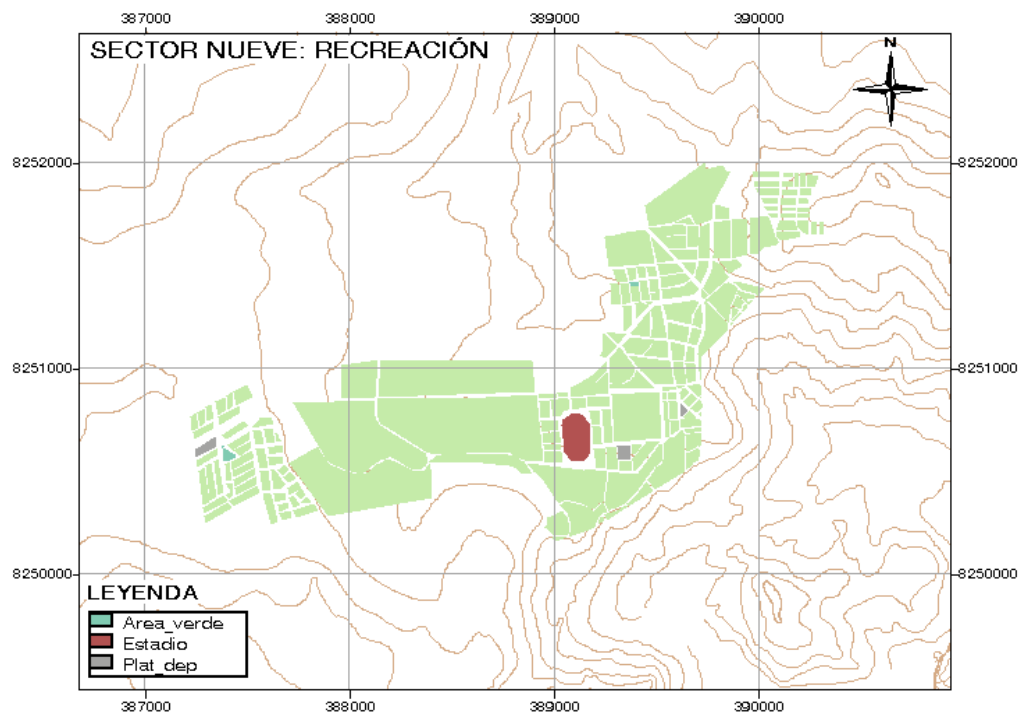 387000 388000 389000 390000
SECTOR NUEVE: RECREACIÓN
N
8252000 8252000
8251000 8251000
8250000 8250000
LEYENDA
Area_verde
Estadio
Plat_dep
387000 388000 389000 390000